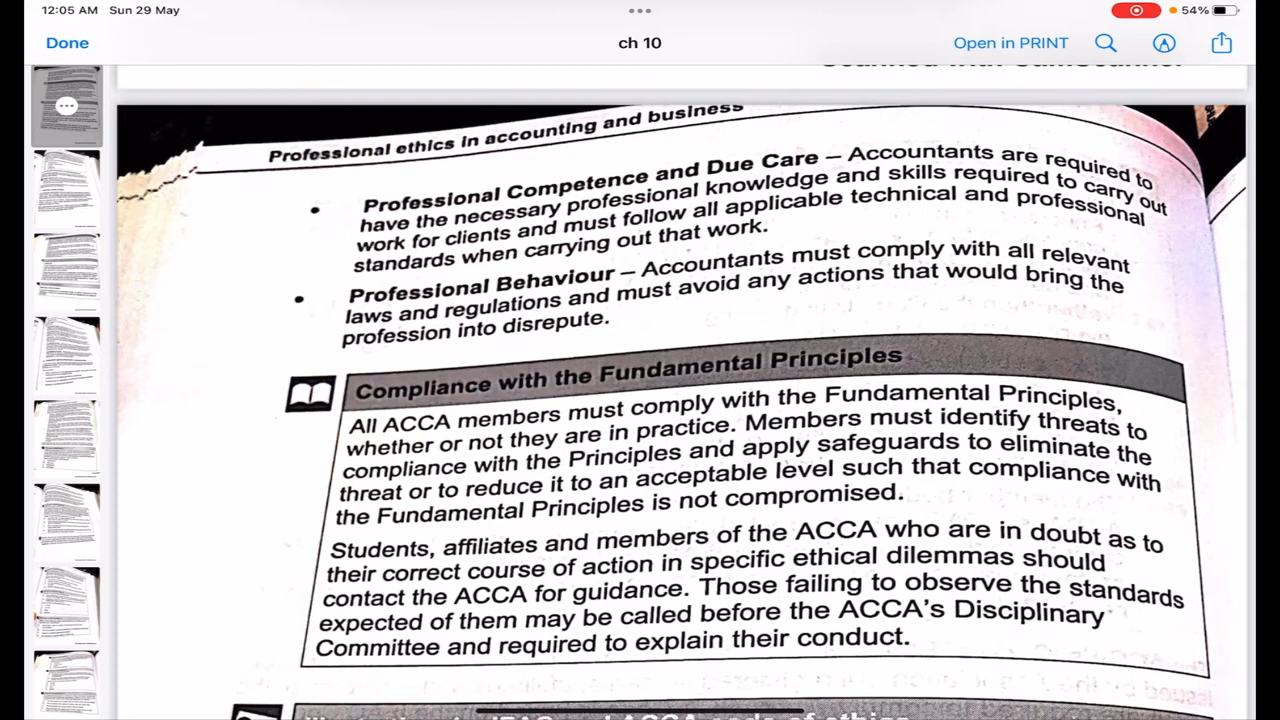 12:05 AM Sun 29 May
54%
Done
ch 10
Open in PRINT
Scanned with CamScanner
Professional ethics in accounting and business
• Professional Competence and Due Care – Accountants are required to
have the necessary professional knowledge and skills required to carry out
work for clients and must follow all applicable technical and professional
standards when carrying out that work.
• Professional Behaviour – Accountants must comply with all relevant
laws and regulations and must avoid any actions that would bring the
profession into disrepute.
Compliance with the Fundamental Principles
All ACCA members must comply with the Fundamental Principles,
whether or not they are in practice. Members must identify threats to
compliance with the Principles and apply safeguards to eliminate the
threat or to reduce it to an acceptable level such that compliance with
the Fundamental Principles is not compromised.
Students, affiliates and members of the ACCA who are in doubt as to
their correct course of action in specific ethical dilemmas should
contact the ACCA for guidance. Those failing to observe the standards
expected of them may be called before the ACCA's Disciplinary
Committee and required to explain their conduct.
ACCA code of ethics